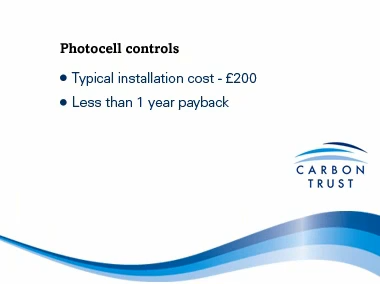 Photocell controls
• Typical installation cost - £200
• Less than 1 year payback
CARBON
TRUST